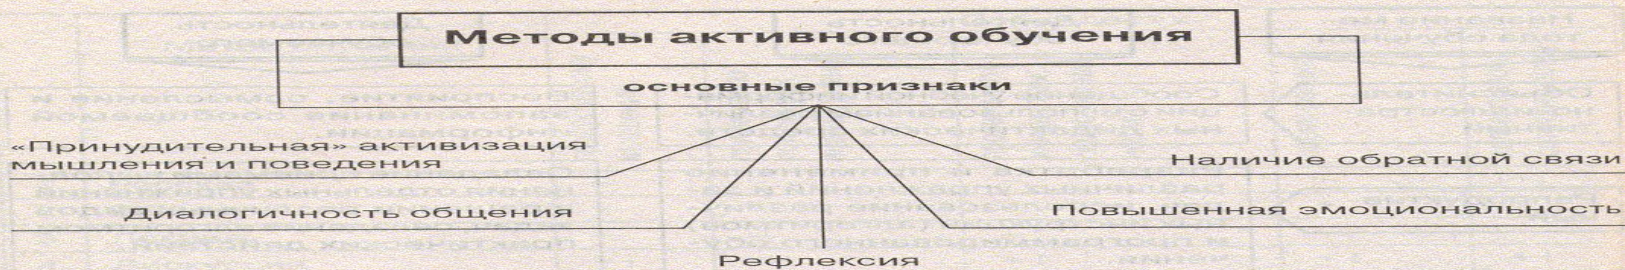 Методы активного обучения
основные признаки
«Принудительная» активизация
мышления и поведения
Наличие обратной связи
Диалогичность общения
Повышенная эмоциональность
Рефлексия